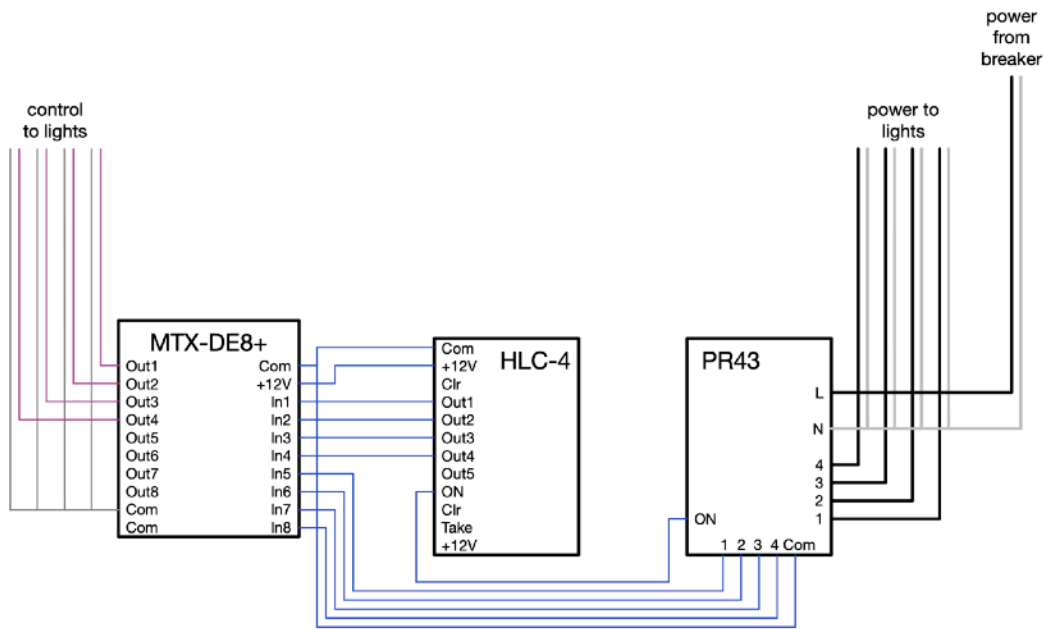 power
from
breaker
control
to lights
power to
lights
MTX-DE8+
Out1
Out2
Out3
Out4
Out5
Out6
Out7
Out8
Com
Com
Com
+12V
In1
In2
In3
In4
In5
In6
In7
In8
HLC-4
Com
+12V
Clr
Out1
Out2
Out3
Out4
Out5
ON
Clr
Take
+12V
PR43
L
N
4
3
2
1
ON
1 2 3 4 Com